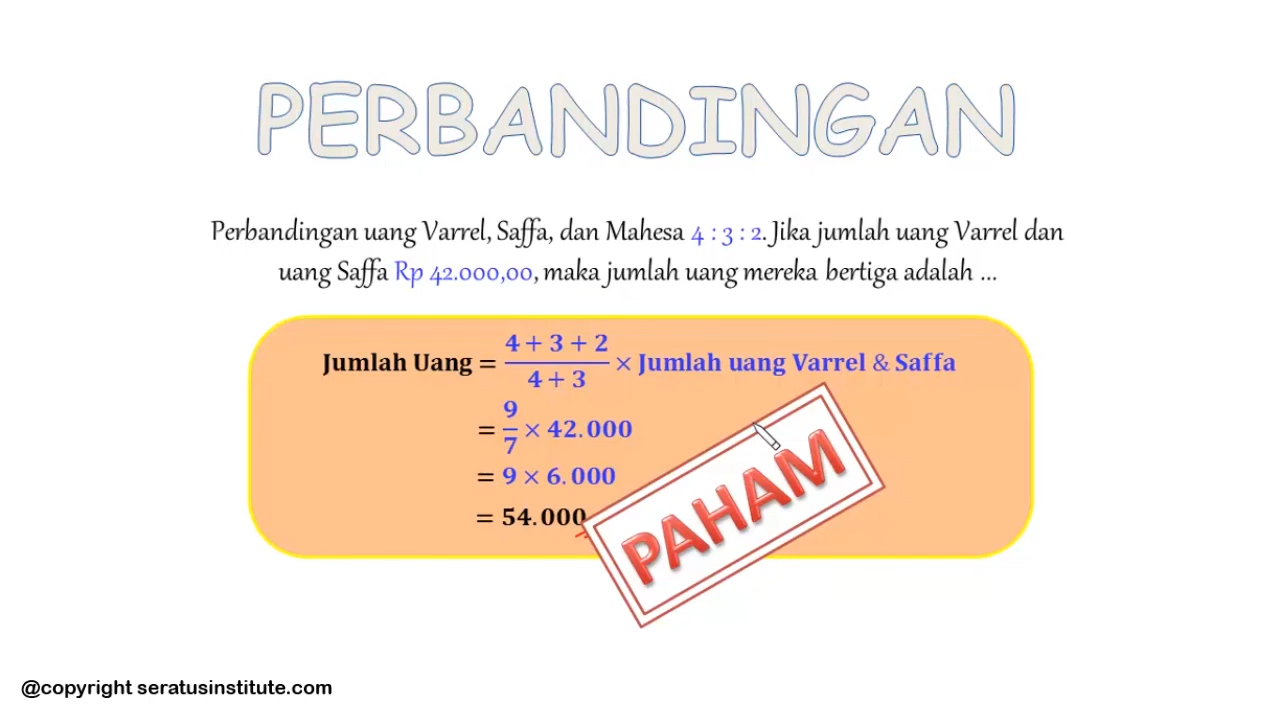 PERBANDINGAN
Perbandingan uang Varrel, Saffa, dan Mahesa 4 : 3 : 2. Jika jumlah uang Varrel dan
uang Saffa Rp 42.000,00, maka jumlah uang mereka bertiga adalah ...
Jumlah Uang = (4 + 3 + 2)/(4 + 3) × Jumlah uang Varrel & Saffa
= 9/7 × 42.000
= 9 × 6.000
= 54.000
PAHAM
@copyright seratusinstitute.com